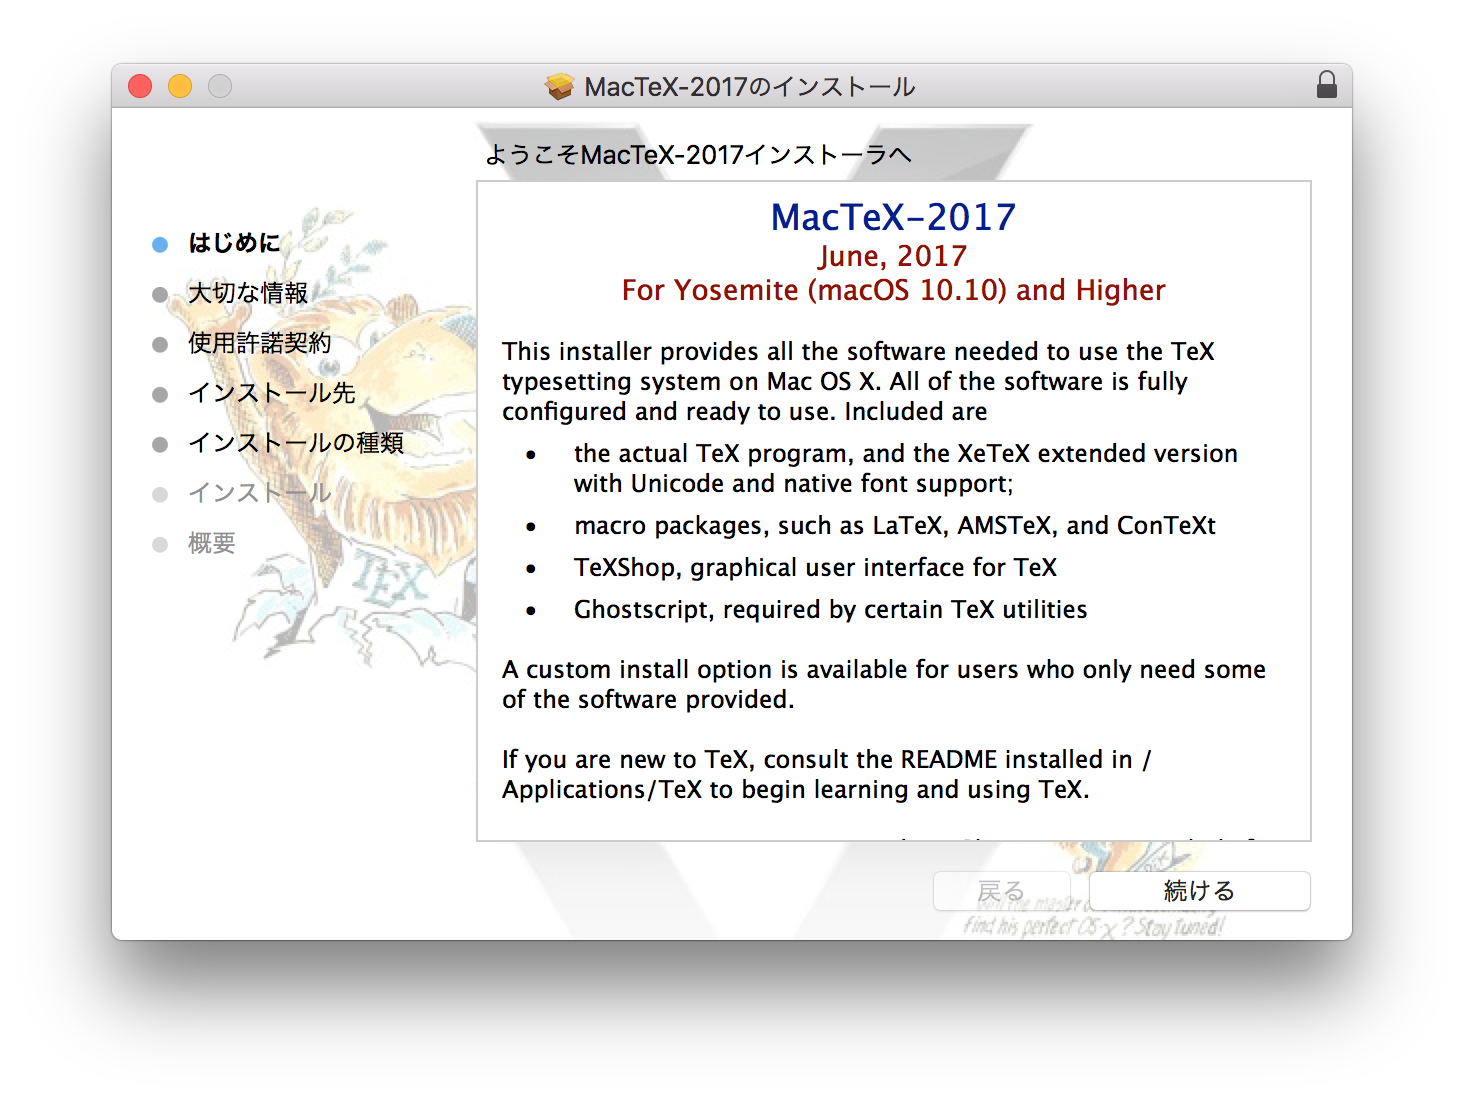 MacTeX-2017のインストール
ようこそMacTeX-2017インストーラへ
はじめに
大切な情報
使用許諾契約
インストール先
インストールの種類
インストール
概要
TEX
MacTeX-2017
June, 2017
For Yosemite (macOS 10.10) and Higher
This installer provides all the software needed to use the TeX
typesetting system on Mac OS X. All of the software is fully
configured and ready to use. Included are
• the actual TeX program, and the XeTeX extended version
with Unicode and native font support;
• macro packages, such as LaTeX, AMSTeX, and ConTeXt
• TeXShop, graphical user interface for TeX
• Ghostscript, required by certain TeX utilities
A custom install option is available for users who only need some
of the software provided.
If you are new to TeX, consult the README installed in /
Applications/TeX to begin learning and using TeX.
戻る
続ける
the master
find his perfect OS-X? Stay tuned!